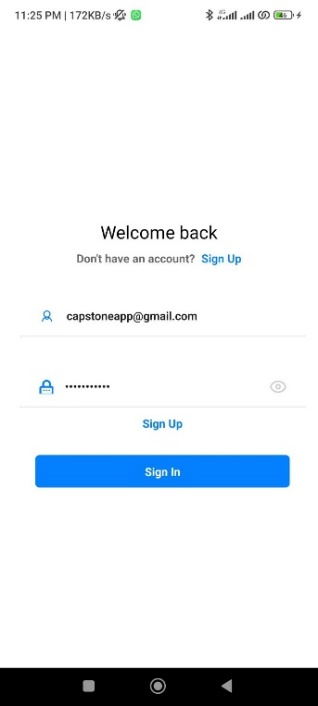 11:25 PM | 172KB/s
Welcome back
Don't have an account? Sign Up
capstoneapp@gmail.com
•••••••••••
Sign Up
Sign In